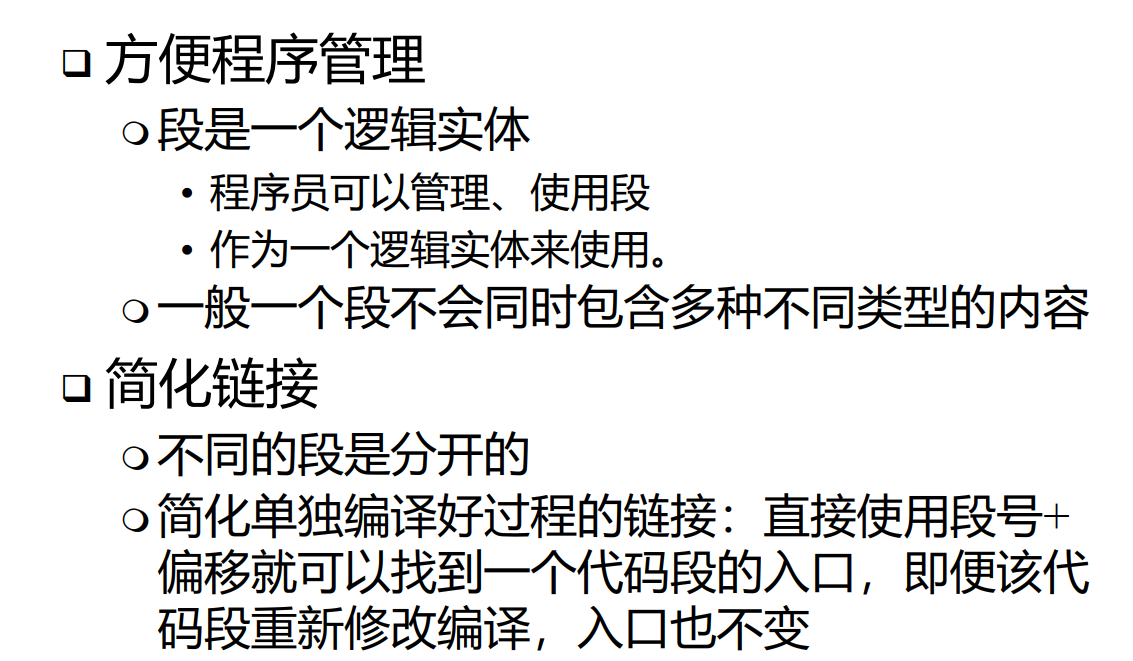 ❑ 方便程序管理
❍ 段是一个逻辑实体
• 程序员可以管理、使用段
• 作为一个逻辑实体来使用。
❍ 一般一个段不会同时包含多种不同类型的内容
❑ 简化链接
❍ 不同的段是分开的
❍ 简化单独编译好过程的链接：直接使用段号+
偏移就可以找到一个代码段的入口，即便该代
码段重新修改编译，入口也不变